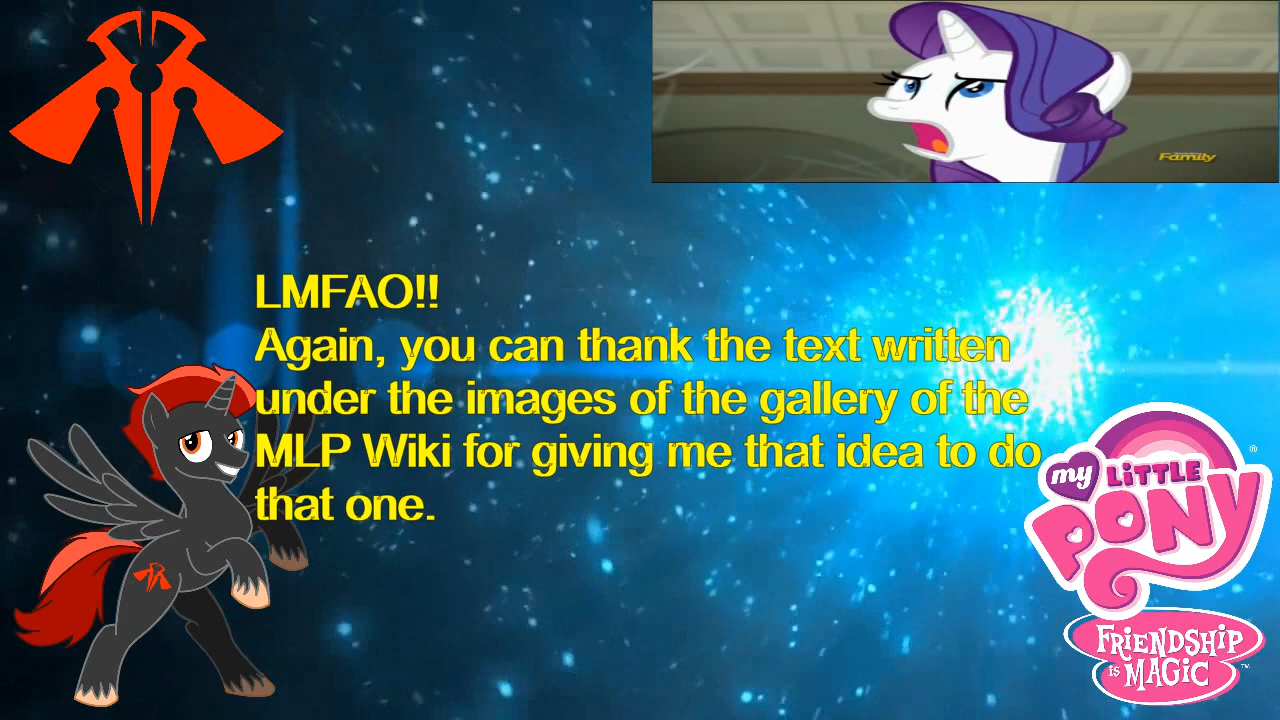 Family
LMFAO!!
Again, you can thank the text written
under the images of the gallery of the
MLP Wiki for giving me that idea to do
that one.
my LiTTLE
PONY
®
FRiENDSHiP
iS MAGiC
™